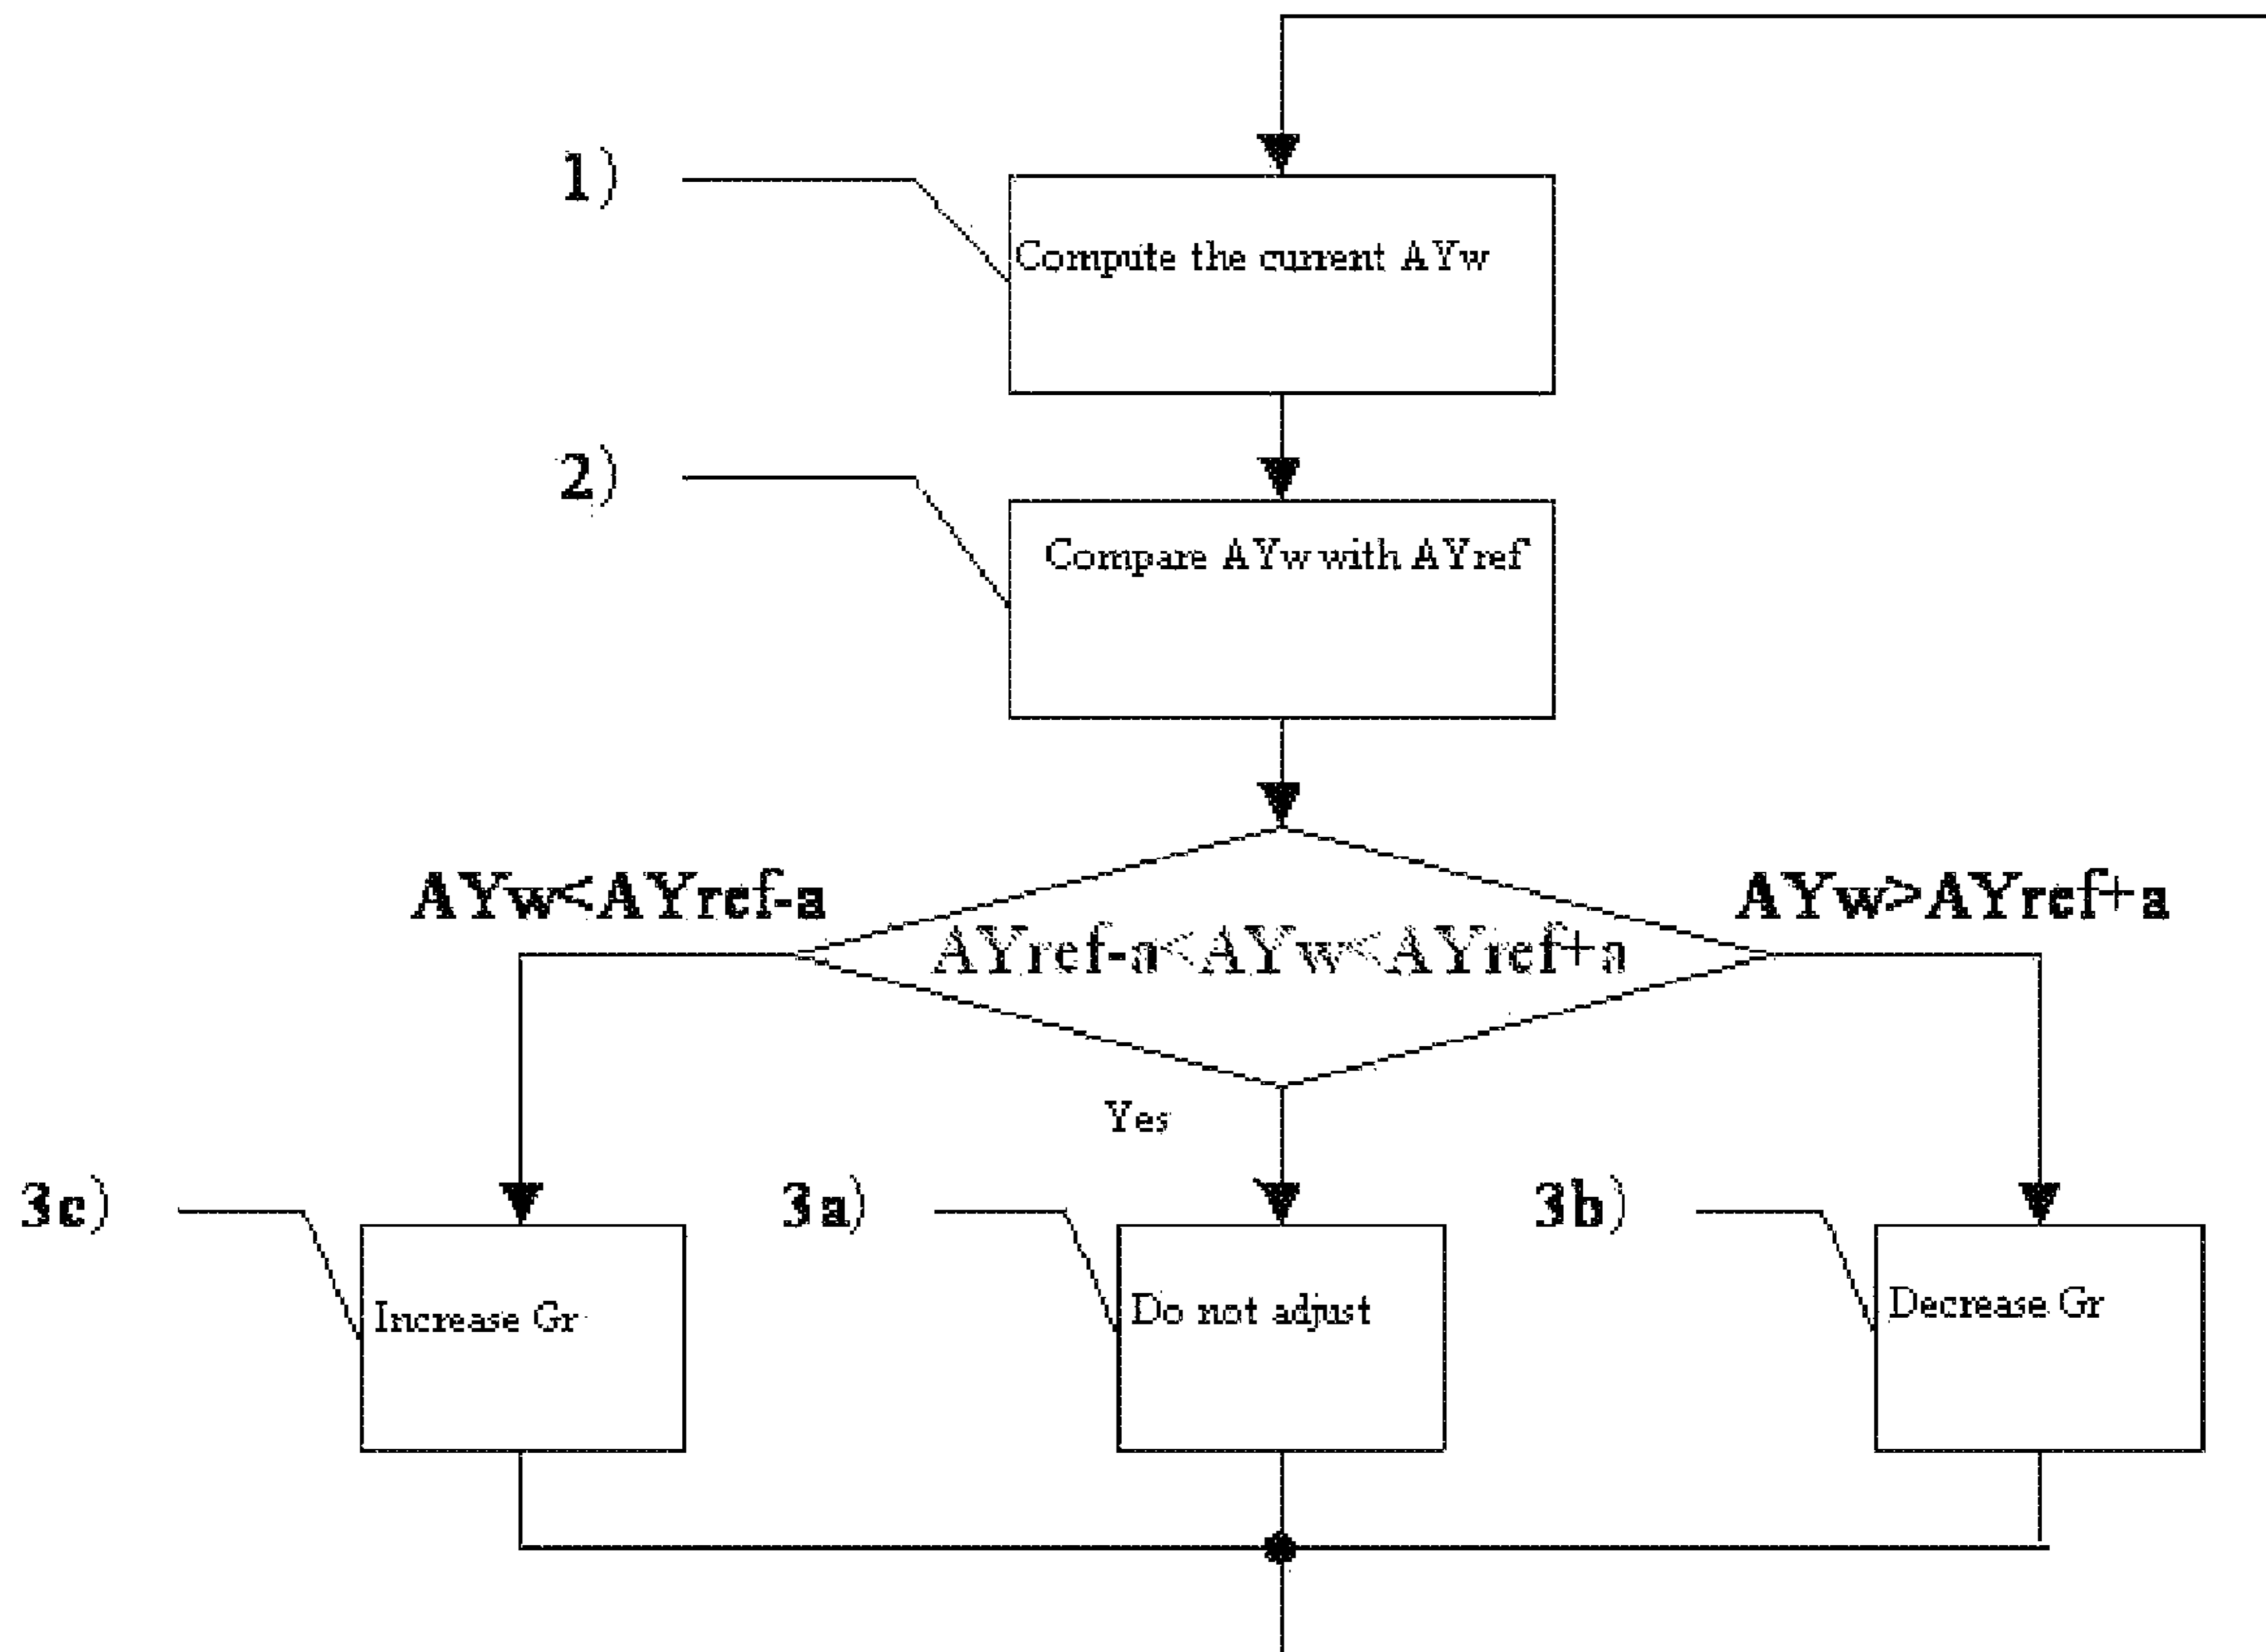 1)
Compute the current AYw
2)
Compare AYw with AYref
AYw<AYref-a
AYw>AYref+a
AYref-a<AYw<AYref+a
Yes
3c)
3a)
3b)
Increase Gr
Do not adjust
Decrease Gr